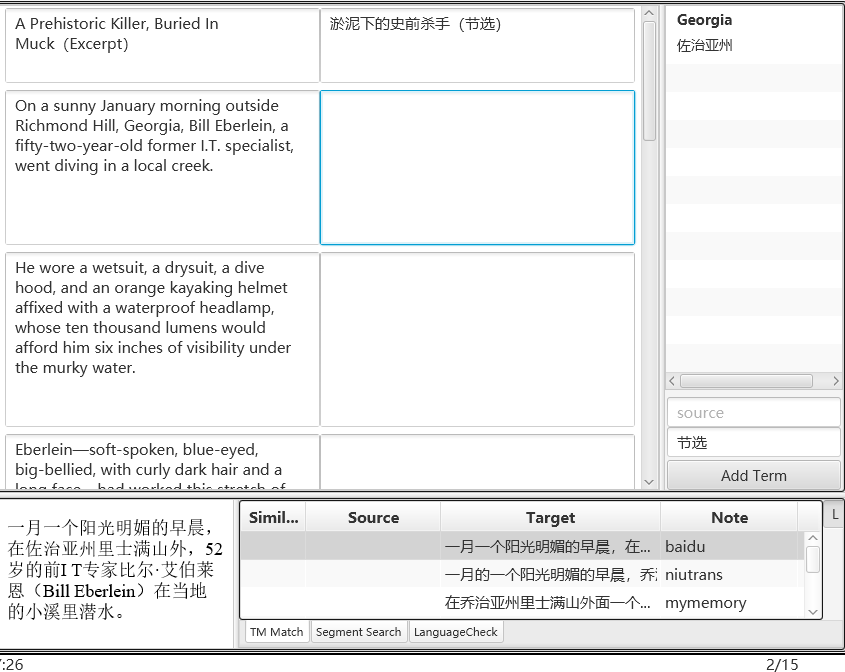 A Prehistoric Killer, Buried In
Muck  (Excerpt)
淤泥下的史前杀手（节选）
On a sunny January morning outside
Richmond Hill, Georgia, Bill Eberlein, a
fifty-two-year-old former I.T. specialist,
went diving in a local creek.
He wore a wetsuit, a drysuit, a dive
hood, and an orange kayaking helmet
affixed with a waterproof headlamp,
whose ten thousand lumens would
afford him six inches of visibility under
the murky water.
Eberlein—soft-spoken, blue-eyed,
big-bellied, with curly dark hair and a
long face—had worked this stretch of
Georgia
佐治亚州
source
节选
Add Term
一月一个阳光明媚的早晨，
在佐治亚州里士满山外，52
岁的前I T专家比尔·艾伯莱
恩（Bill Eberlein）在当地
的小溪里潜水。
Simil... Source Target Note
一月一个阳光明媚的早晨，在... baidu
一月的一个阳光明媚的早晨，乔 niutrans
在乔治亚州里士满山外面一个... mymemory
TM Match Segment Search LanguageCheck
L
:26
2/15